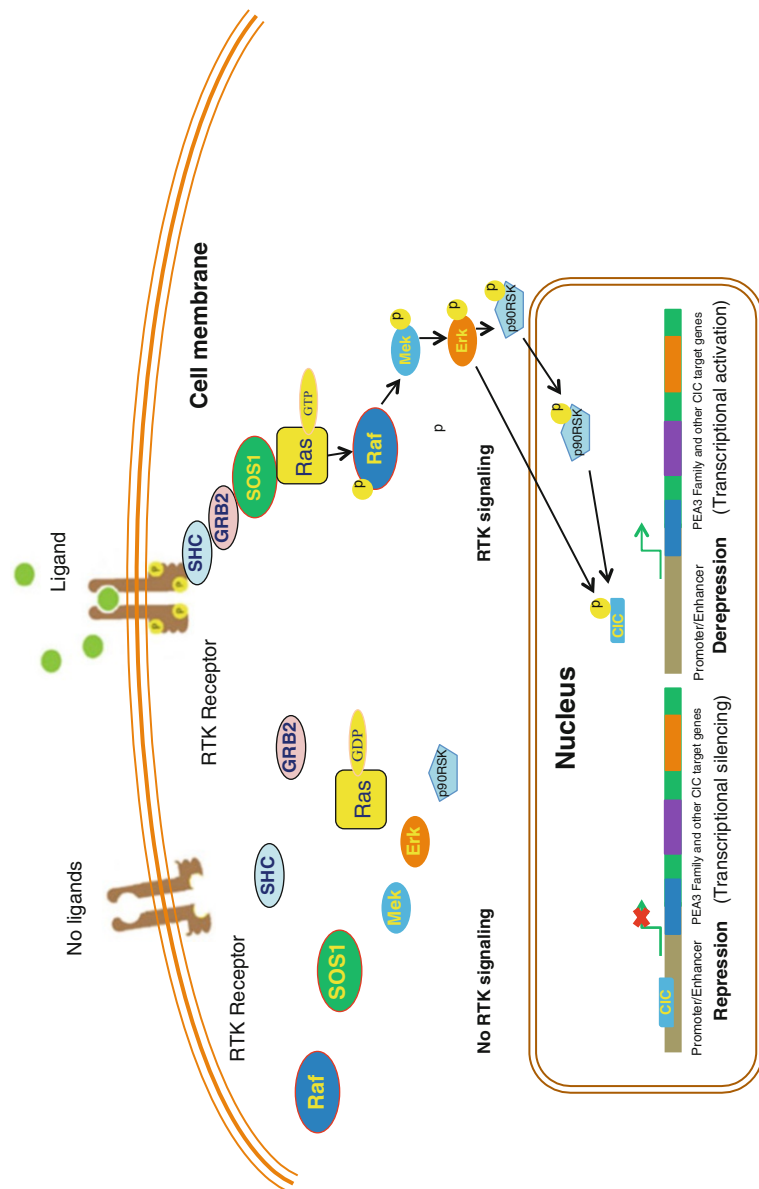 No ligands
Ligand
RTK Receptor
RTK Receptor
Cell membrane
P
P
P
P
Raf
SOS1
SHC
GRB2
Mek
Erk
Ras
GDP
p90RSK
SHC
GRB2
SOS1
Ras
GTP
p
Raf
Mek
p
p
Erk
p
p90RSK
p
No RTK signaling
RTK signaling
Nucleus
p90RSK
p
CIC
p
CIC
Promoter/Enhancer
PEA3 Family and other CIC target genes
Repression
(Transcriptional silencing)
Promoter/Enhancer
PEA3 Family and other CIC target genes
Derepression
(Transcriptional activation)